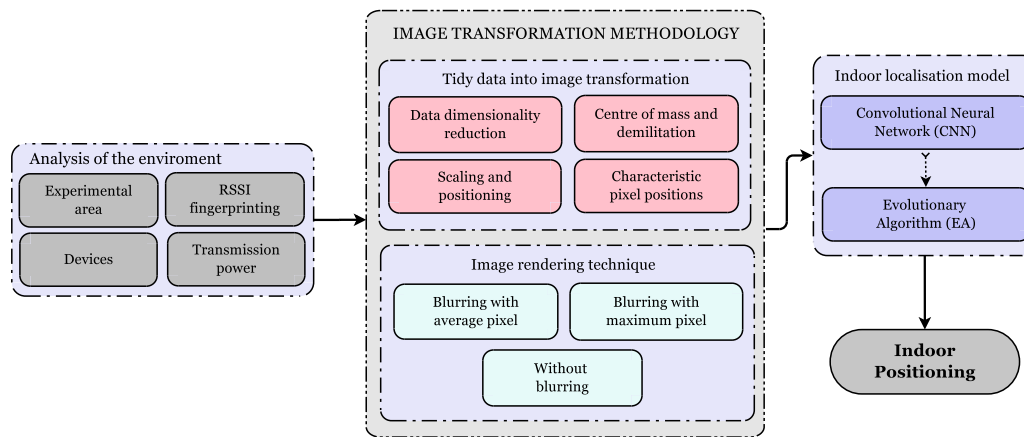 Analysis of the enviroment
Experimental
area
RSSI
fingerprinting
Devices
Transmission
power
IMAGE TRANSFORMATION METHODOLOGY
Tidy data into image transformation
Data dimensionality
reduction
Centre of mass and
demilitation
Scaling and
positioning
Characteristic
pixel positions
Image rendering technique
Blurring with
average pixel
Blurring with
maximum pixel
Without
blurring
Indoor localisation model
Convolutional Neural
Network (CNN)
Evolutionary
Algorithm (EA)
Indoor
Positioning